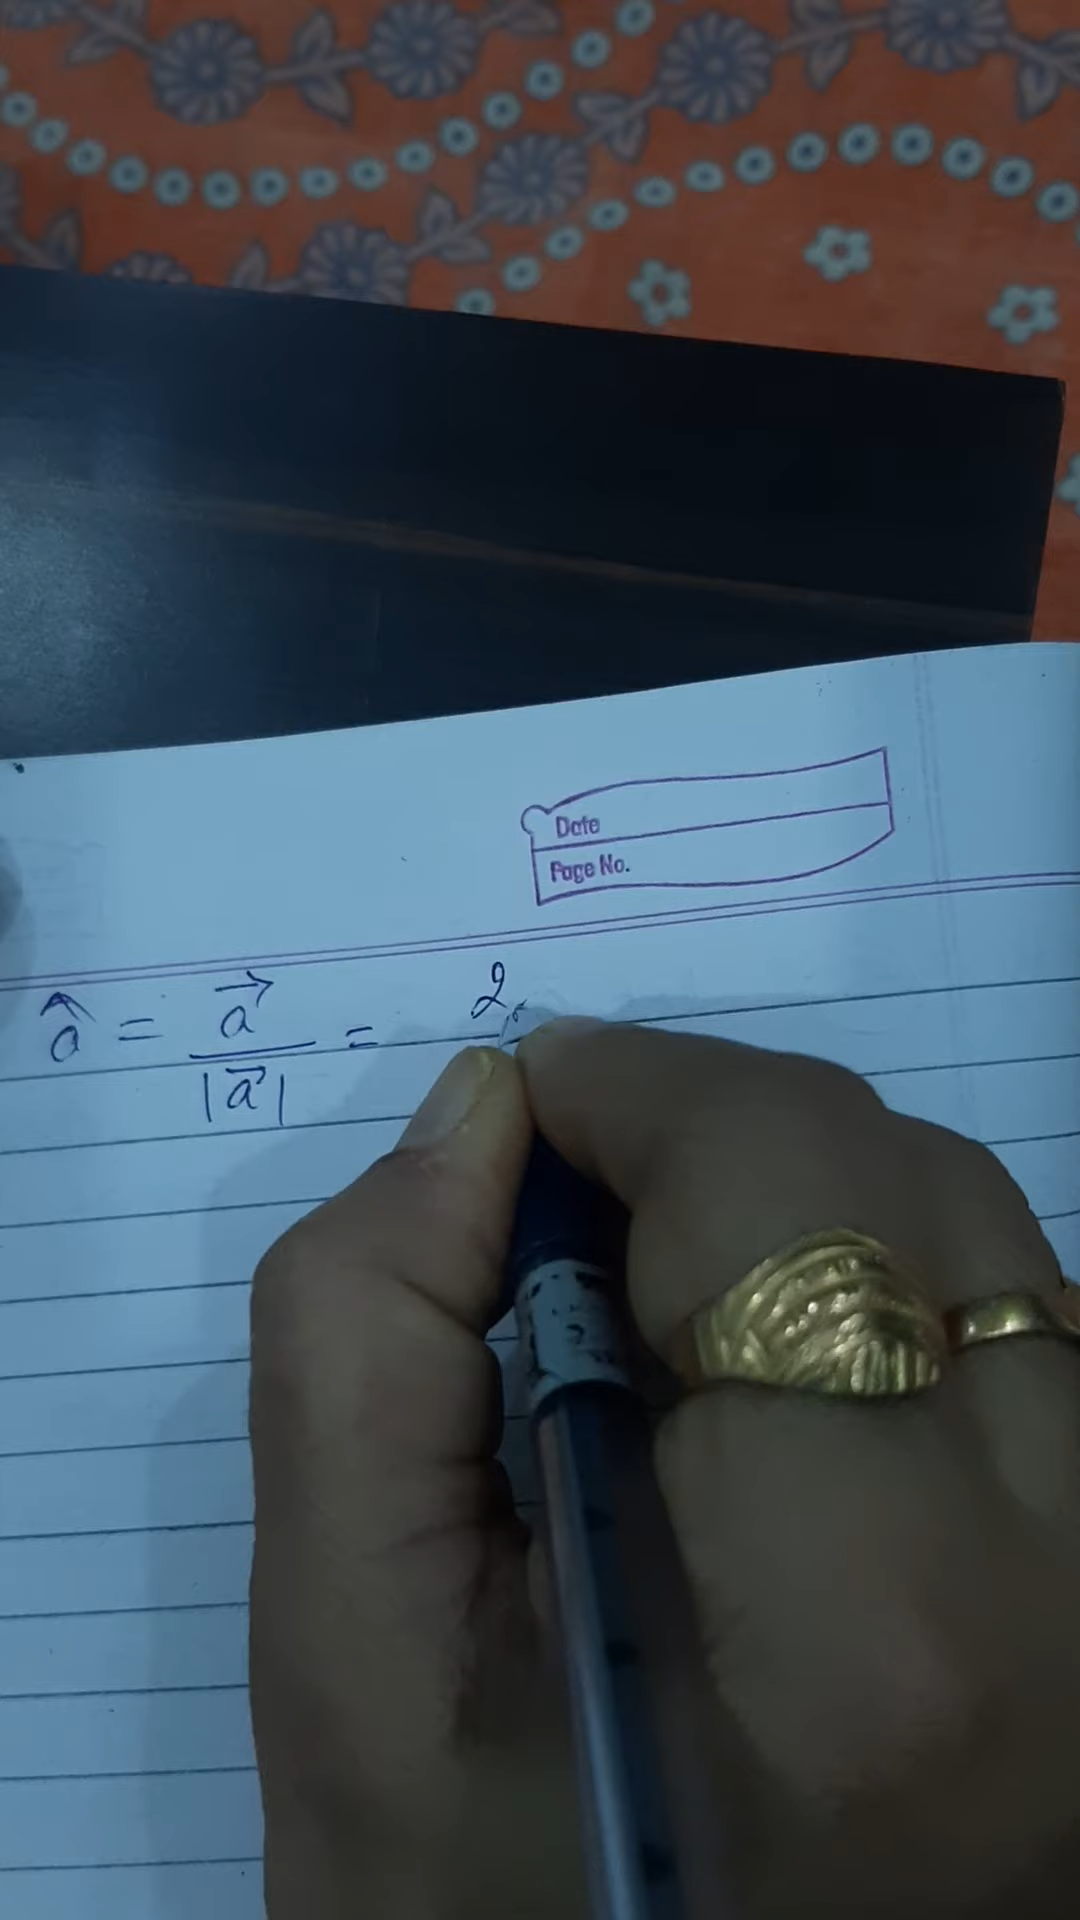 Date
Page No.
â = a⃗ / |a⃗| = 2